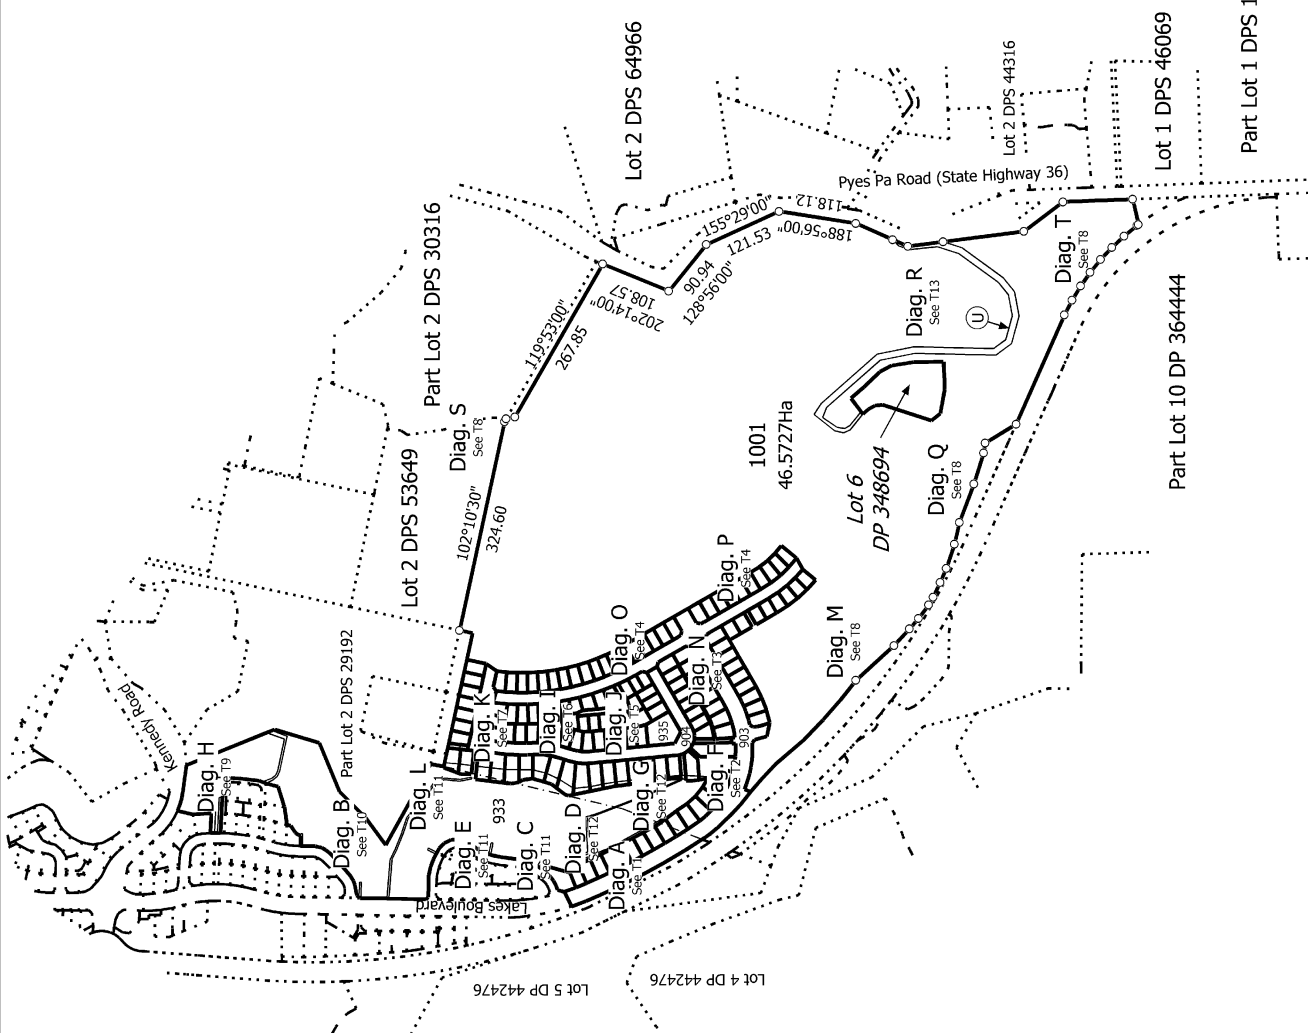 Part Lot 1 DPS 1
Lot 1 DPS 46069
Lot 2 DPS 44316
Lot 2 DPS 64966
Pyes Pa Road (State Highway 36)
Part Lot 2 DPS 30316
155°29'00"
121.53
118.12
188°56'00"
90.94
128°56'00"
108.57
202°14'00"
119°53'00"
267.85
Diag. T
See T8
Diag. R
See T13
U
Part Lot 10 DP 364444
Diag. S
See T8
Lot 2 DPS 53649
102°10'30"
324.60
1001
46.5727Ha
Lot 6
DP 348694
Diag. Q
See T8
Diag. P
See T4
Diag. O
See T4
Diag. M
See T8
Diag. N
See T3
Part Lot 2 DPS 29192
Kennedy Road
Diag. K
See T7
Diag. I
See T6
Diag. J
See T5
935
904
903
Diag. H
See T9
Diag. L
See T11
Diag. G
See T12
Diag. F
See T2
Diag. B
See T10
933
Diag. E
See T11
Diag. C
See T11
Diag. D
See T12
Diag. A
See T1
Lakes Boulevard
Lot 5 DP 442476
Lot 4 DP 442476